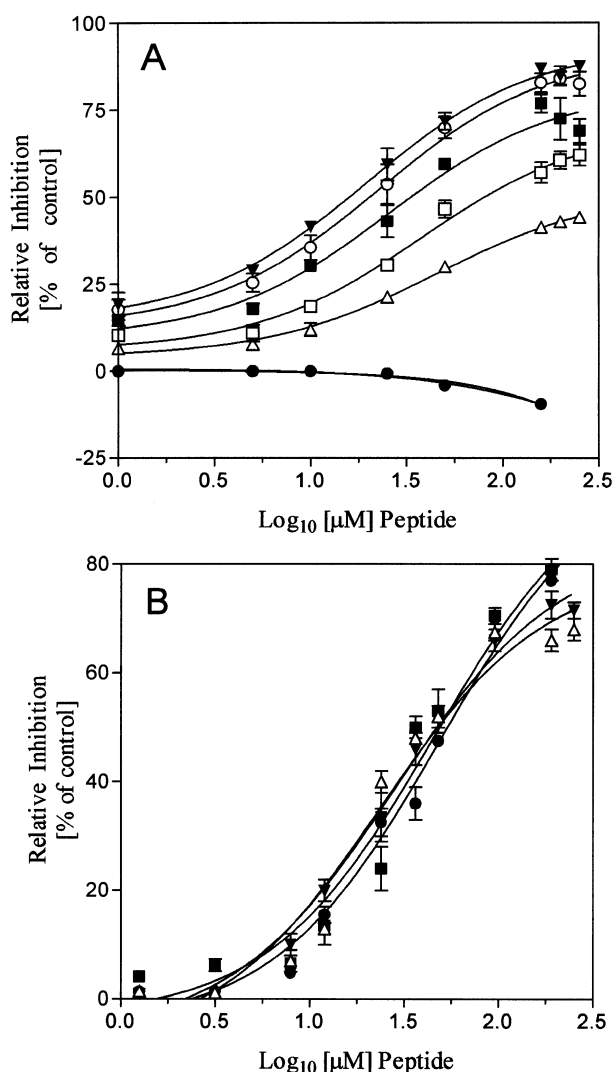 A
Relative Inhibition
[% of control]
100
75
50
25
0
-25
0.0 0.5 1.0 1.5 2.0 2.5
Log10 [μM] Peptide
B
Relative Inhibition
[% of control]
80
60
40
20
0
0.0 0.5 1.0 1.5 2.0 2.5
Log10 [μM] Peptide